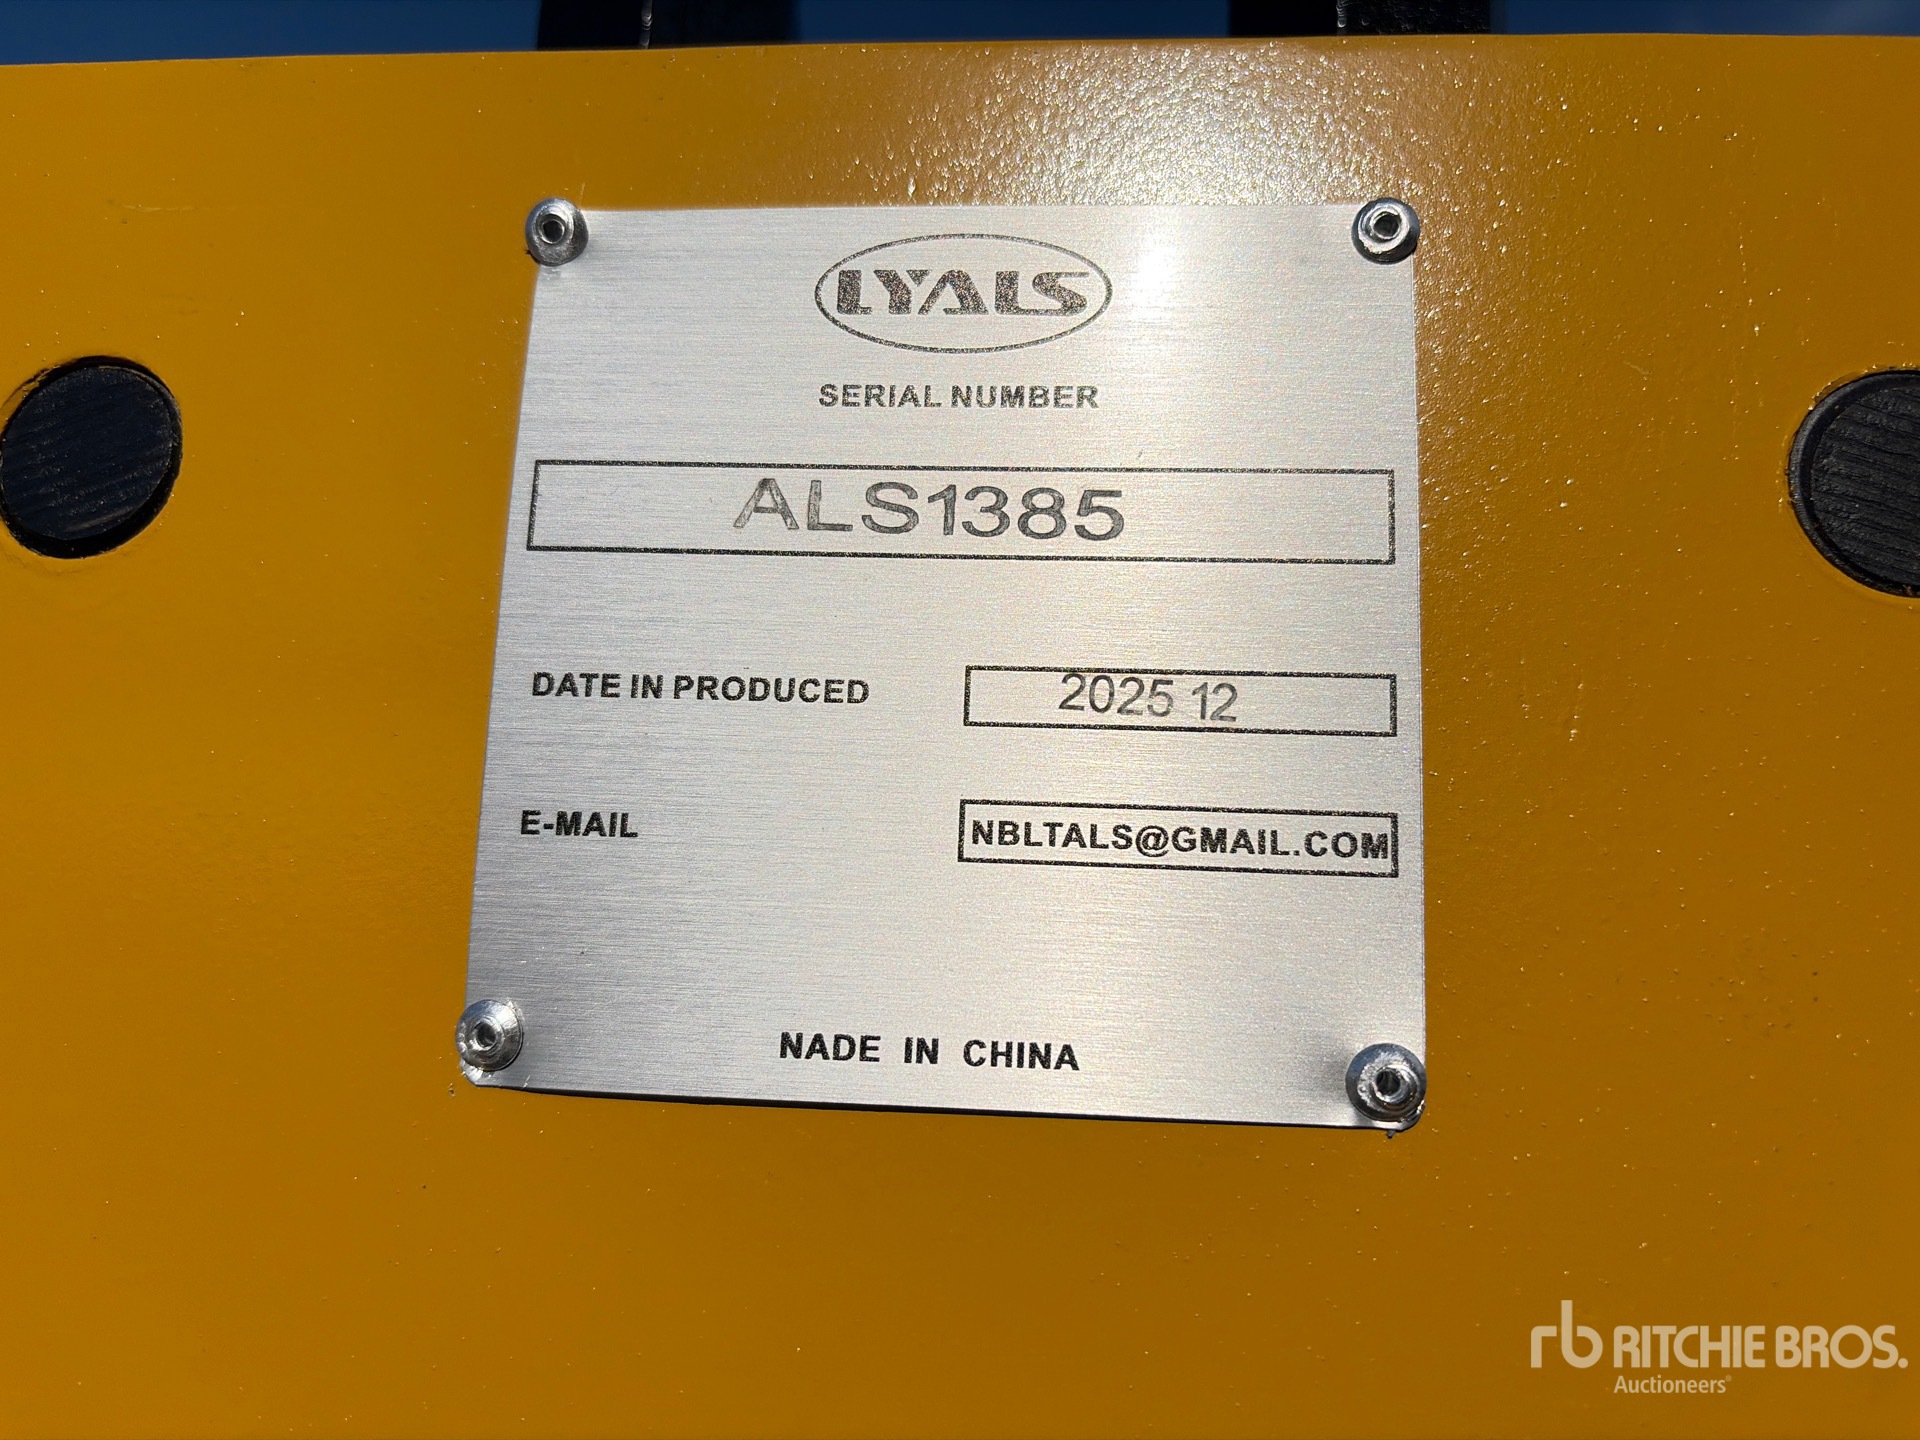 LYALS
SERIAL NUMBER
ALS1385
DATE IN PRODUCED 2025 12
E-MAIL NBLTALS@GMAIL.COM
NADE IN CHINA
rb RITCHIE BROS.
Auctioneers®